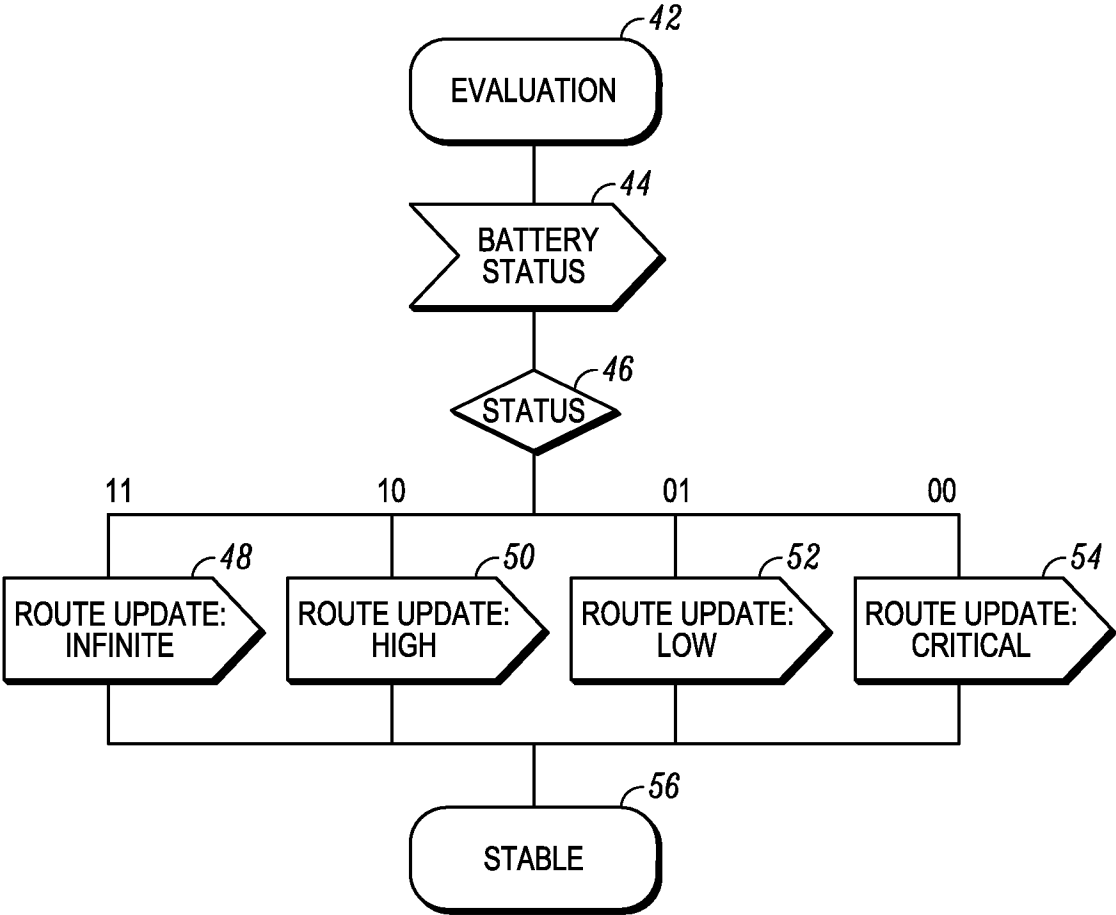 42
EVALUATION
44
BATTERY
STATUS
46
STATUS
11 10 01 00
48 50 52 54
ROUTE UPDATE: ROUTE UPDATE: ROUTE UPDATE: ROUTE UPDATE:
INFINITE HIGH LOW CRITICAL
56
STABLE